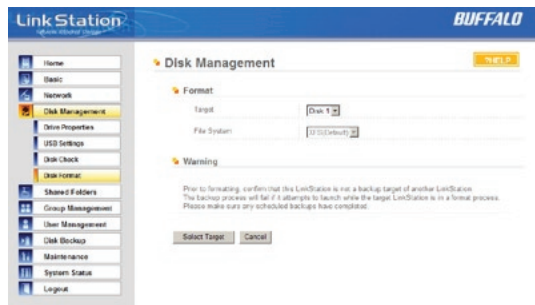 LinkStation
BUFFALO
Home
Basic
Network
Disk Management
Drive Properties
USB Settings
Disk Check
Disk Format
Shared Folders
Group Management
User Management
Disk Backup
Maintenance
System Status
Logout
Disk Management
?HELP
Format
Target
Disk 1
File System
(Default)
Warning
Prior to formatting, confirm that this LinkStation is not a backup target of another LinkStation
The backup process will fail if it attempts to launch while the target LinkStation is in a format process.
Please make sure any scheduled backups have completed.
Select Target
Cancel